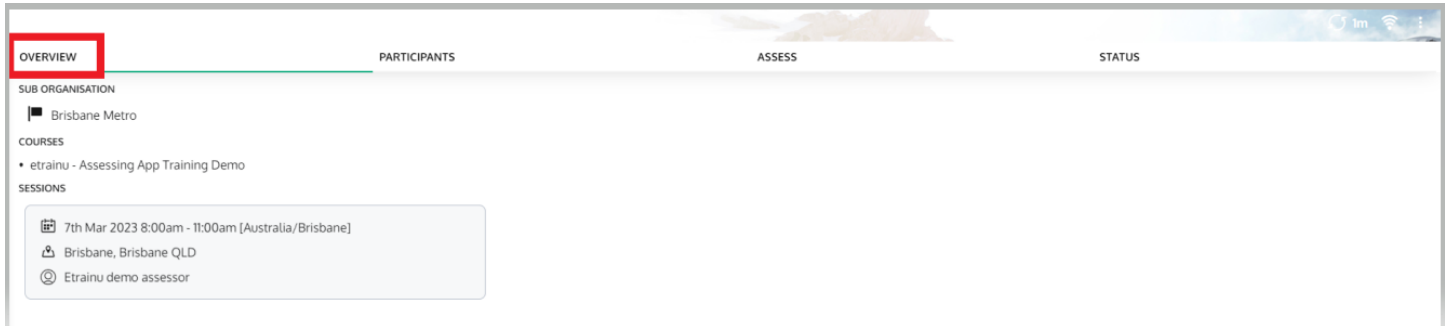 1m
OVERVIEW PARTICIPANTS ASSESS STATUS
SUB ORGANISATION
Brisbane Metro
COURSES
• etrainu - Assessing App Training Demo
SESSIONS
7th Mar 2023 8:00am - 11:00am [Australia/Brisbane]
Brisbane, Brisbane QLD
Etrainu demo assessor